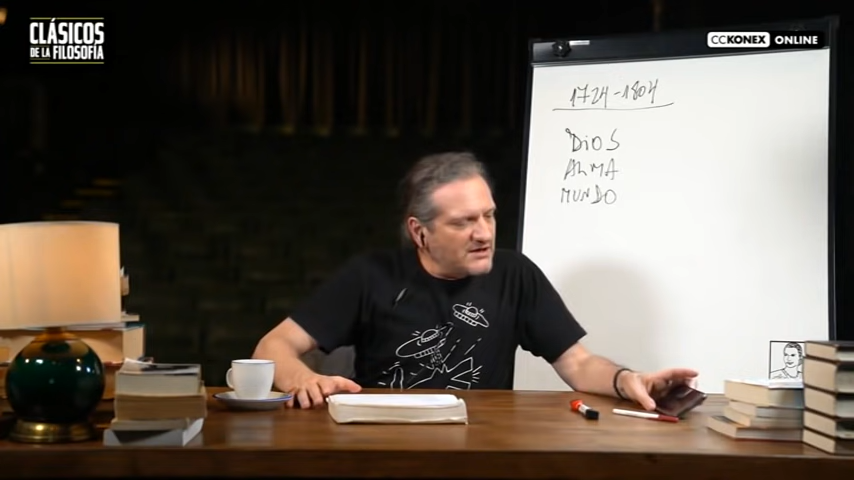 CLÁSICOS
de la FILOSOFÍA
CCKONEX ONLINE
1724-1804
DIOS
ALMA
MUNDO